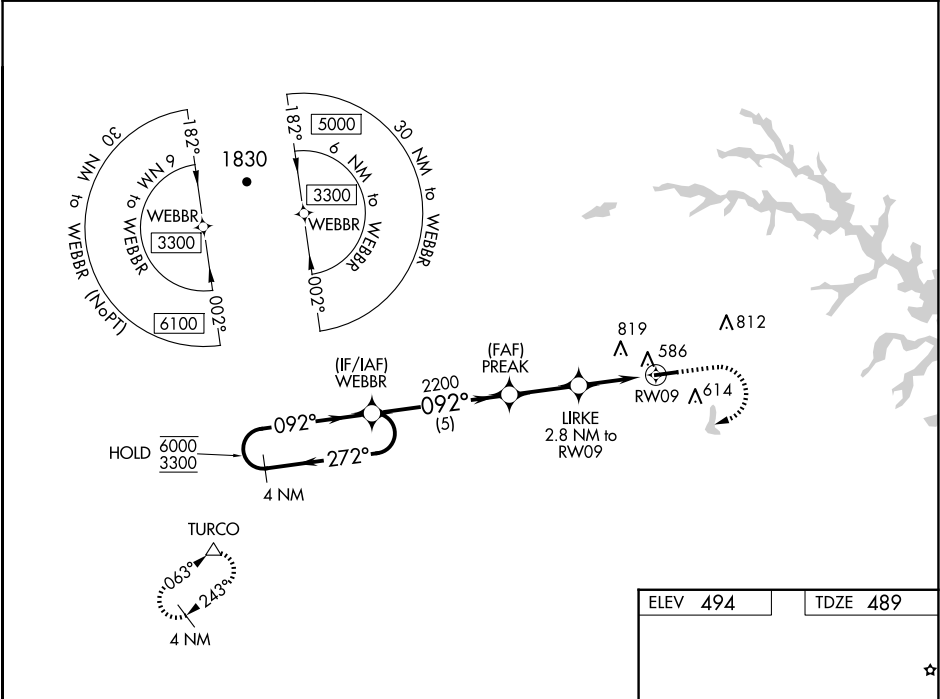 30 NM to WEBBR (NoPT)
182°
6 NM to WEBBR
WEBBR
3300
002°
6100
1830
182°
5000
30 NM to WEBBR
6 NM to WEBBR
3300
WEBBR
002°
819
812
586
614
RW09
(FAF)
PREAK
(IF/IAF)
WEBBR
2200
092°
(5)
LIRKE
2.8 NM to
RW09
092°
272°
HOLD 6000
3300
4 NM
TURCO
063°
243°
4 NM
ELEV 494
TDZE 489